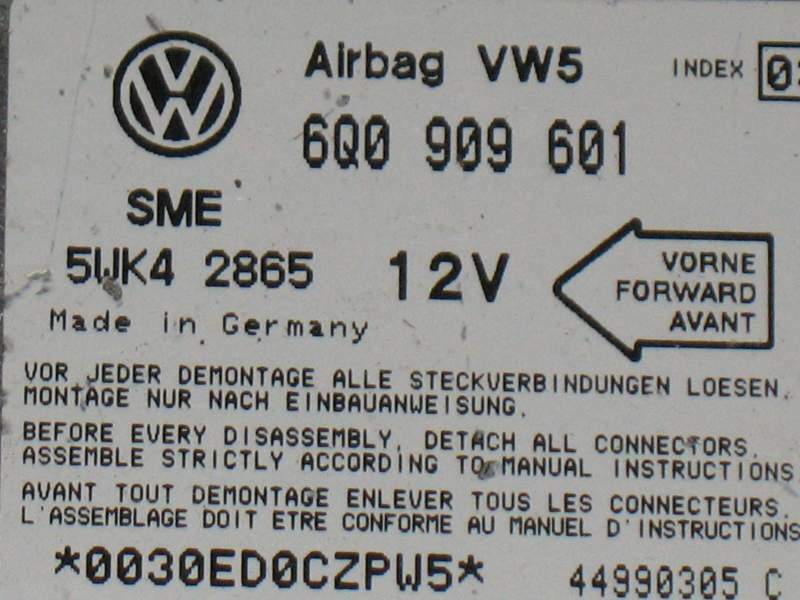 Airbag VW5 INDEX
6Q0 909 601
SME
5WK4 2865 12V
VORNE
FORWARD
AVANT
Made in Germany
VOR JEDER DEMONTAGE ALLE STECKVERBINDUNGEN LOESEN.
MONTAGE NUR NACH EINBAUANWEISUNG.
BEFORE EVERY DISASSEMBLY, DETACH ALL CONNECTORS.
ASSEMBLE STRICTLY ACCORDING TO MANUAL INSTRUCTIONS
AVANT TOUT DEMONTAGE ENLEVER TOUS LES CONNECTEURS.
L'ASSEMBLAGE DOIT ETRE CONFORME AU MANUEL D'INSTRUCTIONS
*0030ED0CZPW5* 44990305 C